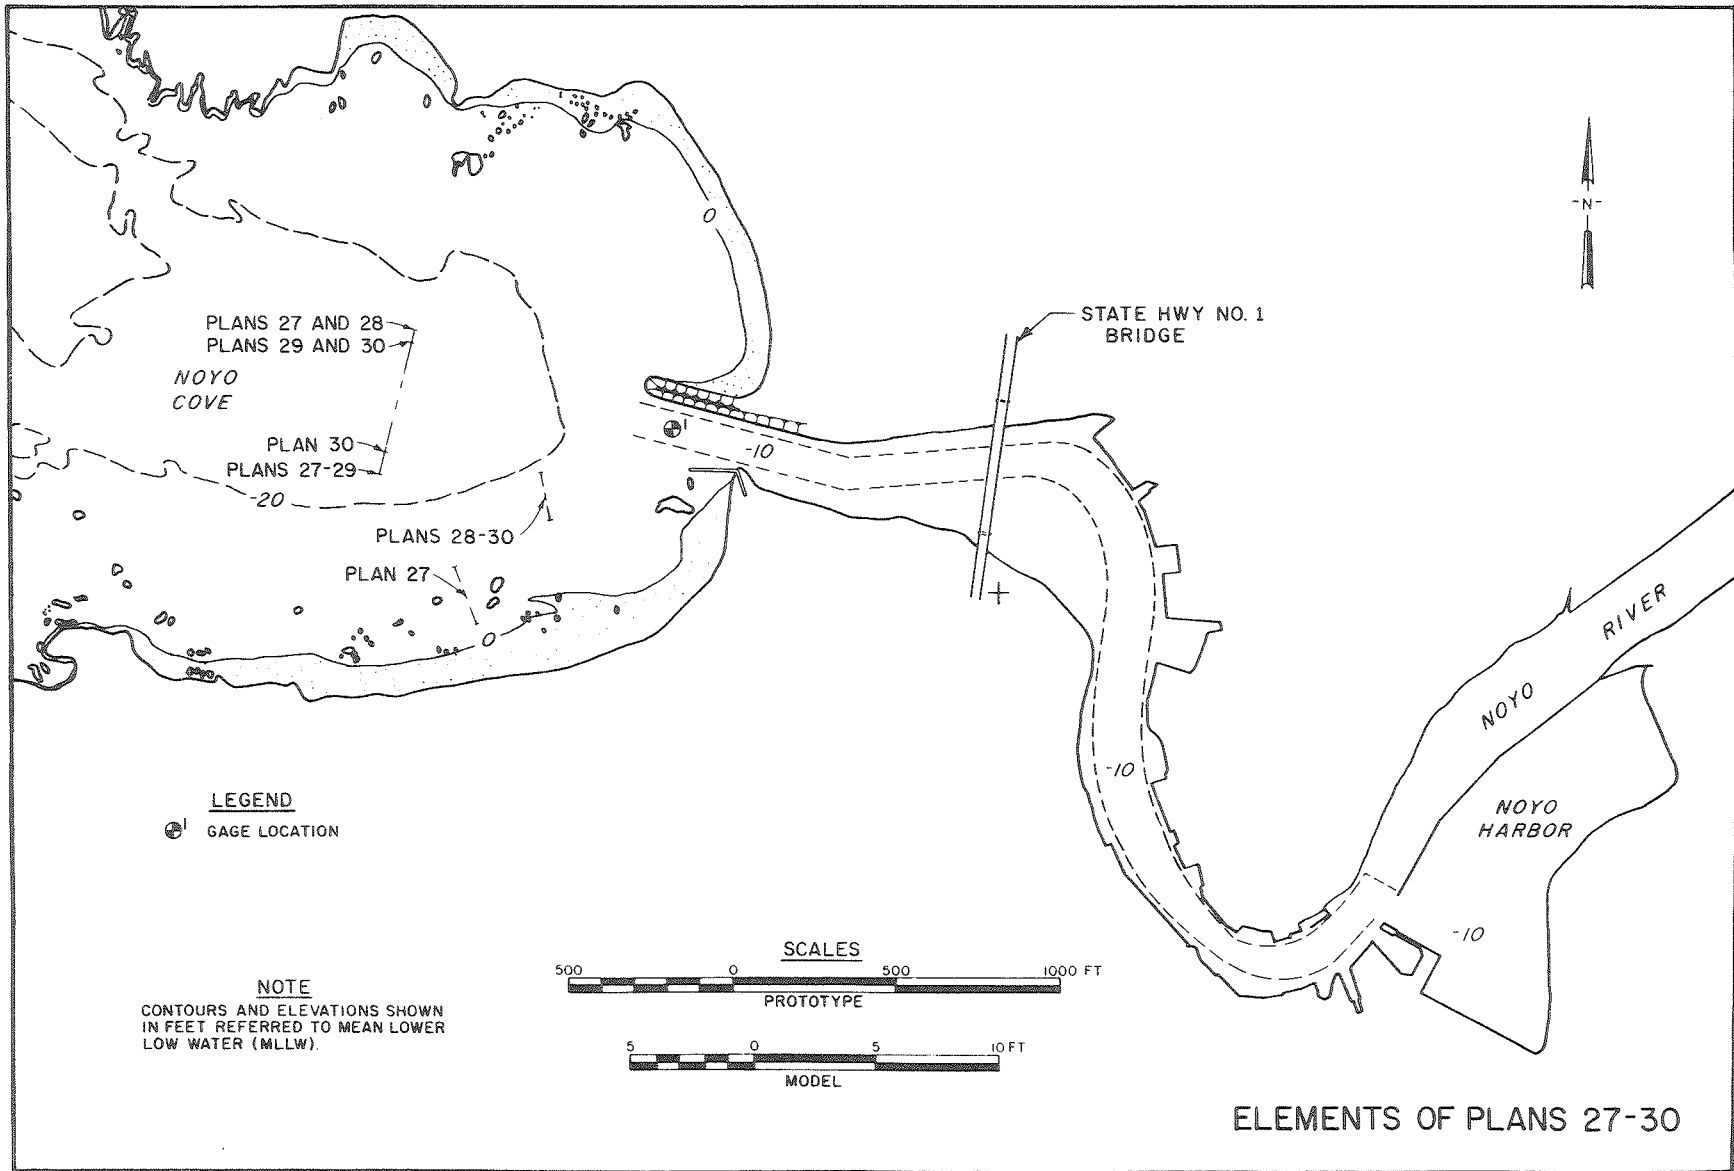 -N-
0
STATE HWY NO. 1
BRIDGE
PLANS 27 AND 28
PLANS 29 AND 30
NOYO
COVE
PLAN 30
PLANS 27-29
-20
1
-10
PLANS 28-30
PLAN 27
0
NOYO RIVER
-10
NOYO
HARBOR
-10
LEGEND
1 GAGE LOCATION
NOTE
CONTOURS AND ELEVATIONS SHOWN
IN FEET REFERRED TO MEAN LOWER
LOW WATER (MLLW).
SCALES
500 0 500 1000 FT
PROTOTYPE
5 0 5 10 FT
MODEL
ELEMENTS OF PLANS 27-30